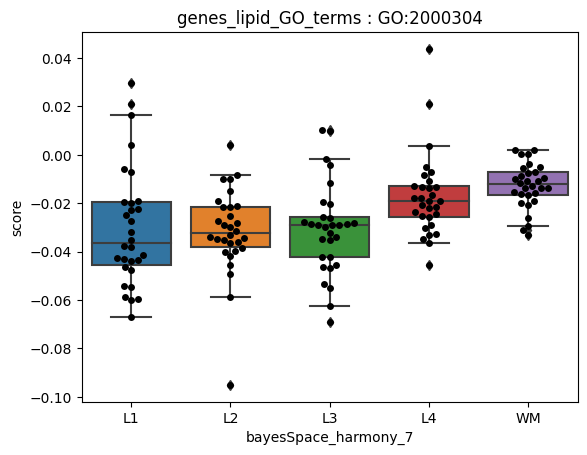 genes_lipid_GO_terms : GO:2000304
0.04
0.02
0.00
−0.02
−0.04
−0.06
−0.08
−0.10
score
L1 L2 L3 L4 WM
bayesSpace_harmony_7